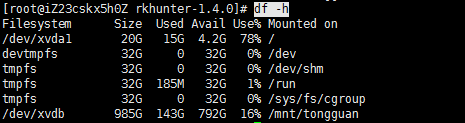 [root@iZ23cskx5h0Z rkhunter-1.4.0]# df -h
Filesystem Size Used Avail Use% Mounted on
/dev/xvda1 20G 15G 4.2G 78% /
devtmpfs 32G 0 32G 0% /dev
tmpfs 32G 0 32G 0% /dev/shm
tmpfs 32G 185M 32G 1% /run
tmpfs 32G 0 32G 0% /sys/fs/cgroup
/dev/xvdb 985G 143G 792G 16% /mnt/tongguan